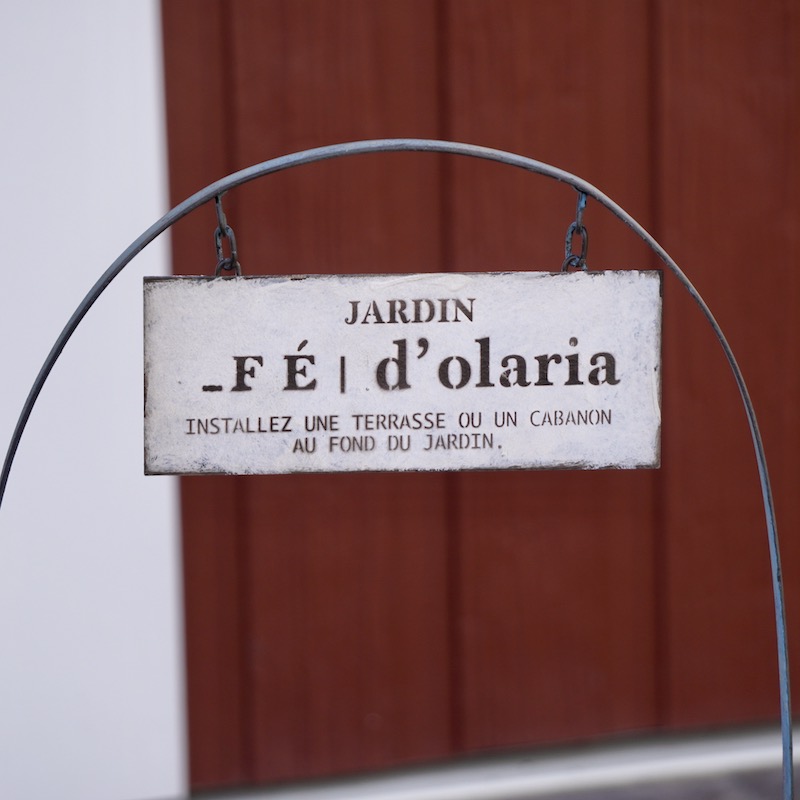 JARDIN
_FÉ | d'olaria
INSTALLEZ UNE TERRASSE OU UN CABANON
AU FOND DU JARDIN.